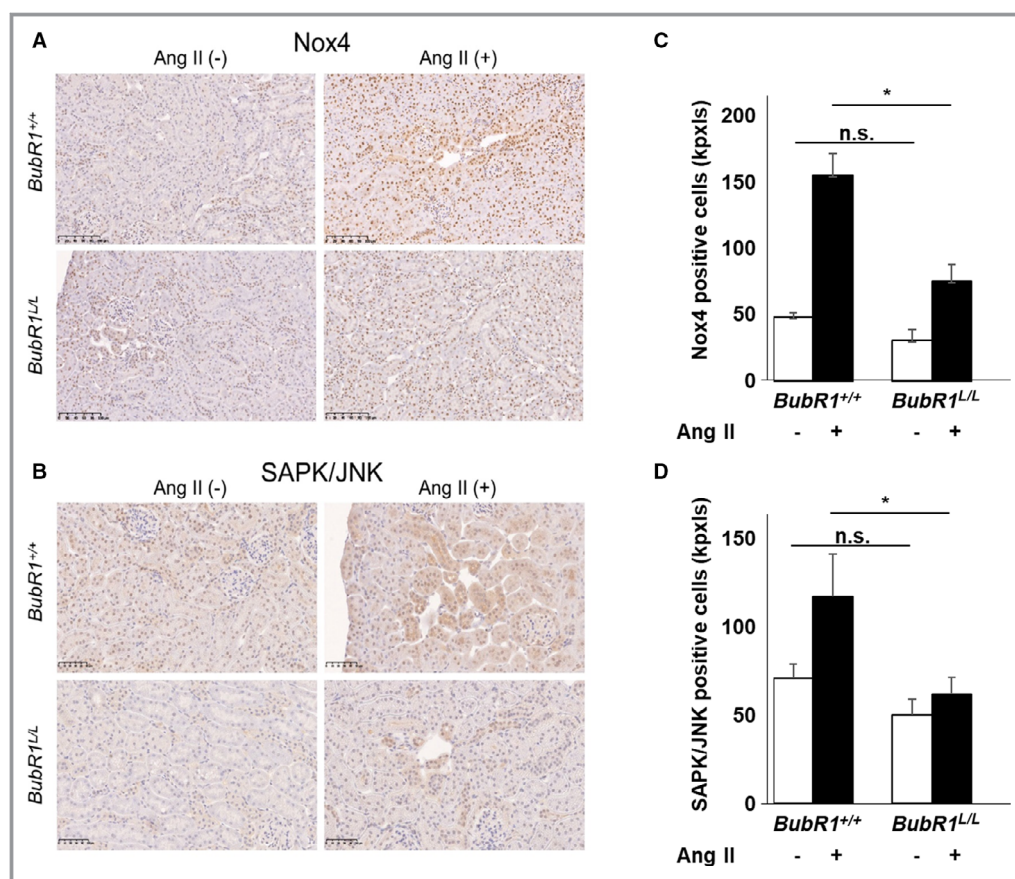 A
Nox4
Ang II (-)
Ang II (+)
BubR1+/+
BubR1L/L
B
SAPK/JNK
Ang II (-)
Ang II (+)
BubR1+/+
BubR1L/L
C
Nox4 positive cells (kpxls)
200
150
100
50
0
*
n.s.
BubR1+/+
BubR1L/L
Ang II
-
+
-
+
D
SAPK/JNK positive cells (kpxls)
150
100
50
0
*
n.s.
BubR1+/+
BubR1L/L
Ang II
-
+
-
+